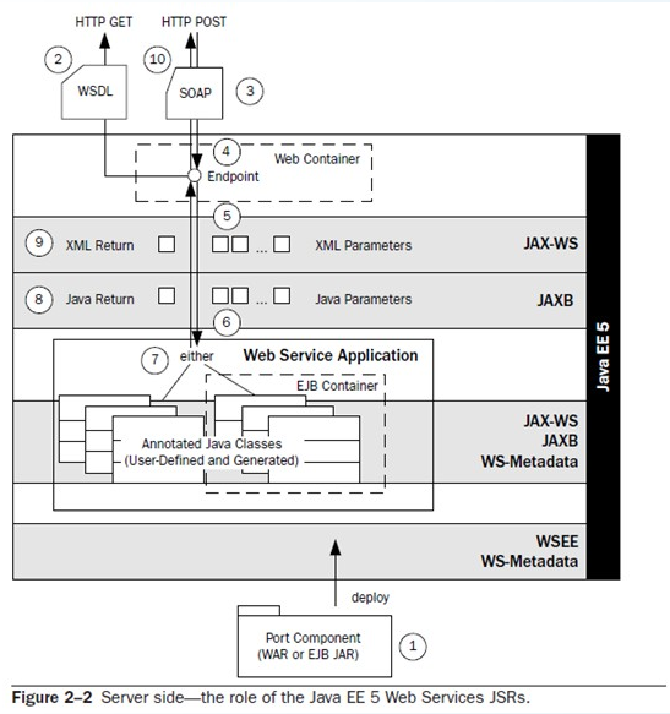 HTTP GET HTTP POST
2 10
WSDL SOAP 3
4 Web Container
Endpoint
5
9 XML Return ... XML Parameters JAX-WS
8 Java Return ... Java Parameters JAXB
6
7 either Web Service Application
EJB Container
Java EE 5
Annotated Java Classes
(User-Defined and Generated)
JAX-WS
JAXB
WS-Metadata
WSEE
WS-Metadata
deploy
Port Component
(WAR or EJB JAR)
1
Figure 2–2 Server side—the role of the Java EE 5 Web Services JSRs.